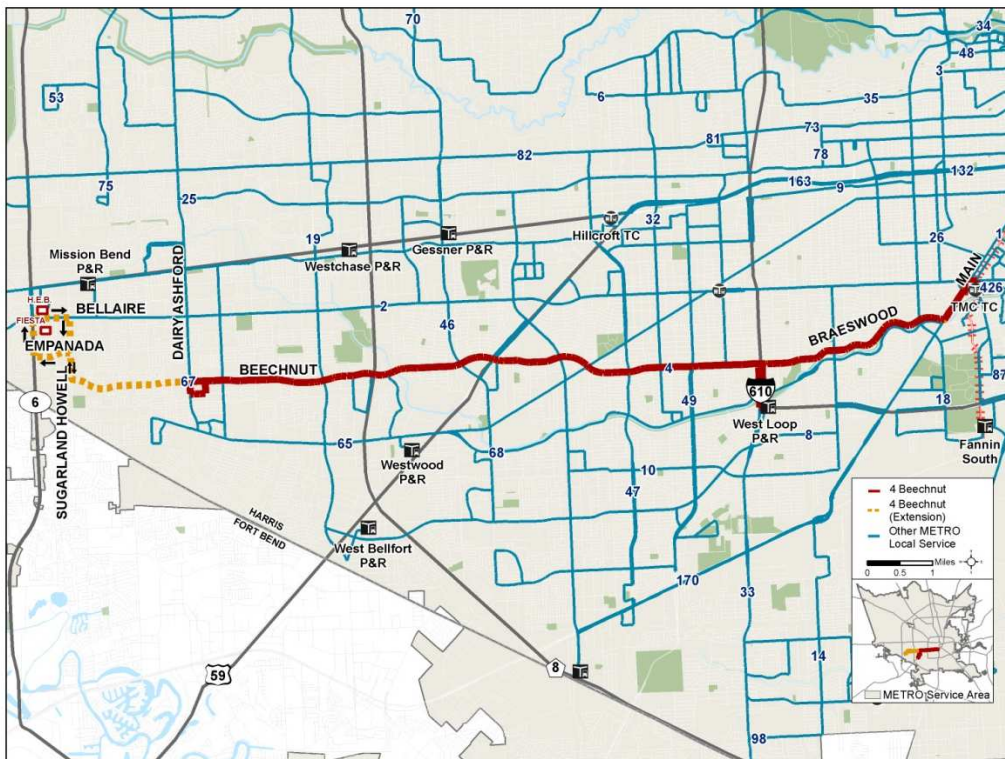 70
34
48
3
53
6
35
73
81
82
78
132
163
9
75
25
32
26
1
19
Hillcroft TC
Gessner P&R
Westchase P&R
Mission Bend
P&R
DAIRY ASHFORD
MAIN
426
TMC TC
H.E.B.
BELLAIRE
2
FIESTA
EMPANADA
46
BRAESWOOD
BEECHNUT
67
4
87
6
SUGARLAND HOWELL
49
610
18
West Loop
P&R
8
Fannin
South
65
68
Westwood
P&R
10
47
HARRIS
FORT BEND
West Bellfort
P&R
170
33
59
8
14
98
4 Beechnut
4 Beechnut
(Extension)
Other METRO
Local Service
Miles
0 0.5 1
METRO Service Area